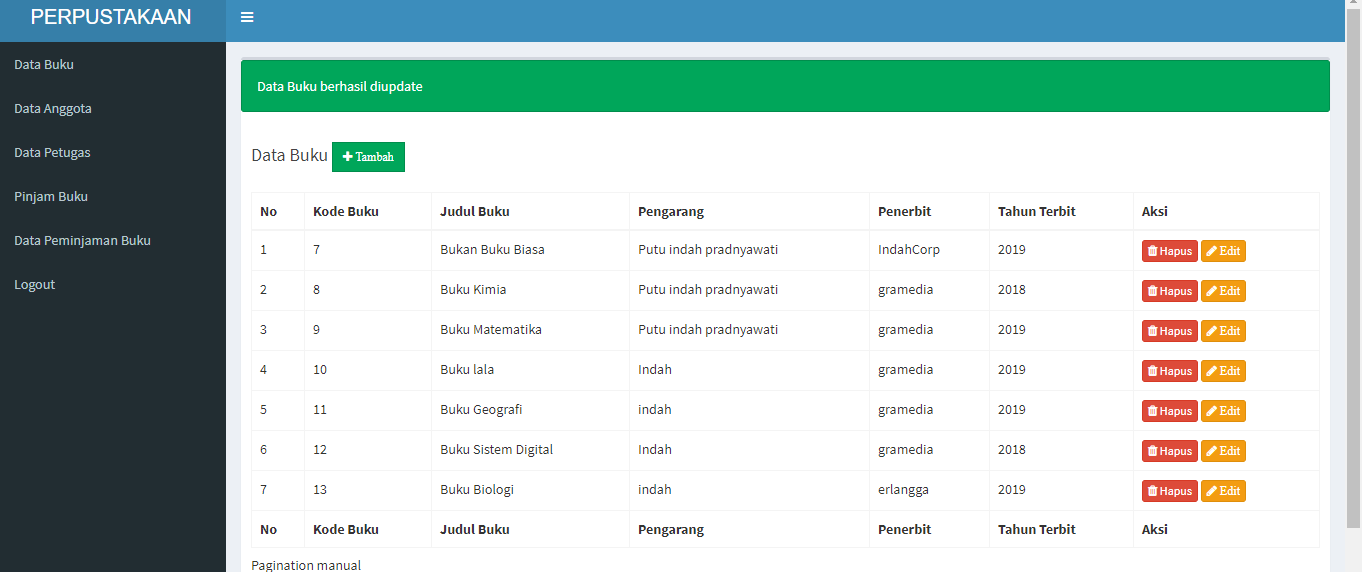 PERPUSTAKAAN
Data Buku
Data Anggota
Data Petugas
Pinjam Buku
Data Peminjaman Buku
Logout
Data Buku berhasil diupdate
Data Buku Tambah
No Kode Buku Judul Buku Pengarang Penerbit Tahun Terbit Aksi
1 7 Bukan Buku Biasa Putu indah pradnyawati IndahCorp 2019 Hapus Edit
2 8 Buku Kimia Putu indah pradnyawati gramedia 2018 Hapus Edit
3 9 Buku Matematika Putu indah pradnyawati gramedia 2019 Hapus Edit
4 10 Buku lala Indah gramedia 2019 Hapus Edit
5 11 Buku Geografi indah gramedia 2019 Hapus Edit
6 12 Buku Sistem Digital Indah gramedia 2018 Hapus Edit
7 13 Buku Biologi indah erlangga 2019 Hapus Edit
No Kode Buku Judul Buku Pengarang Penerbit Tahun Terbit Aksi
Pagination manual